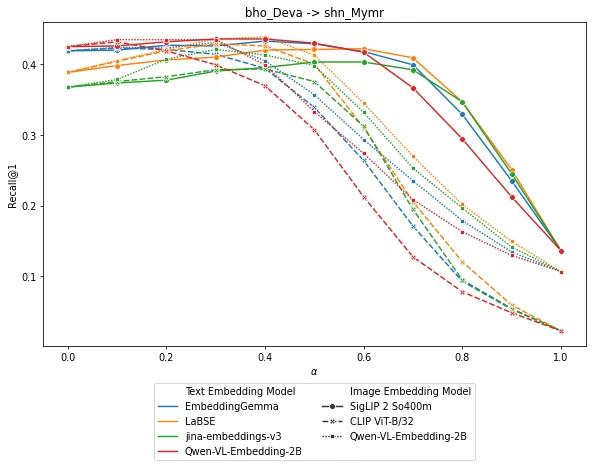 bho_Deva -> shn_Mymr
Recall@1
0.4
0.3
0.2
0.1
0.0
0.2
0.4
0.6
0.8
1.0
α
Text Embedding Model
EmbeddingGemma
LaBSE
jina-embeddings-v3
Qwen-VL-Embedding-2B
Image Embedding Model
SigLIP 2 So400m
CLIP ViT-B/32
Qwen-VL-Embedding-2B